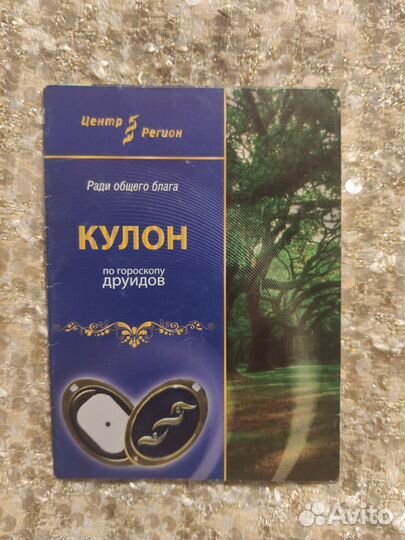 Центр
Регион
Ради общего блага
КУЛОН
по гороскопу
друидов
Avito